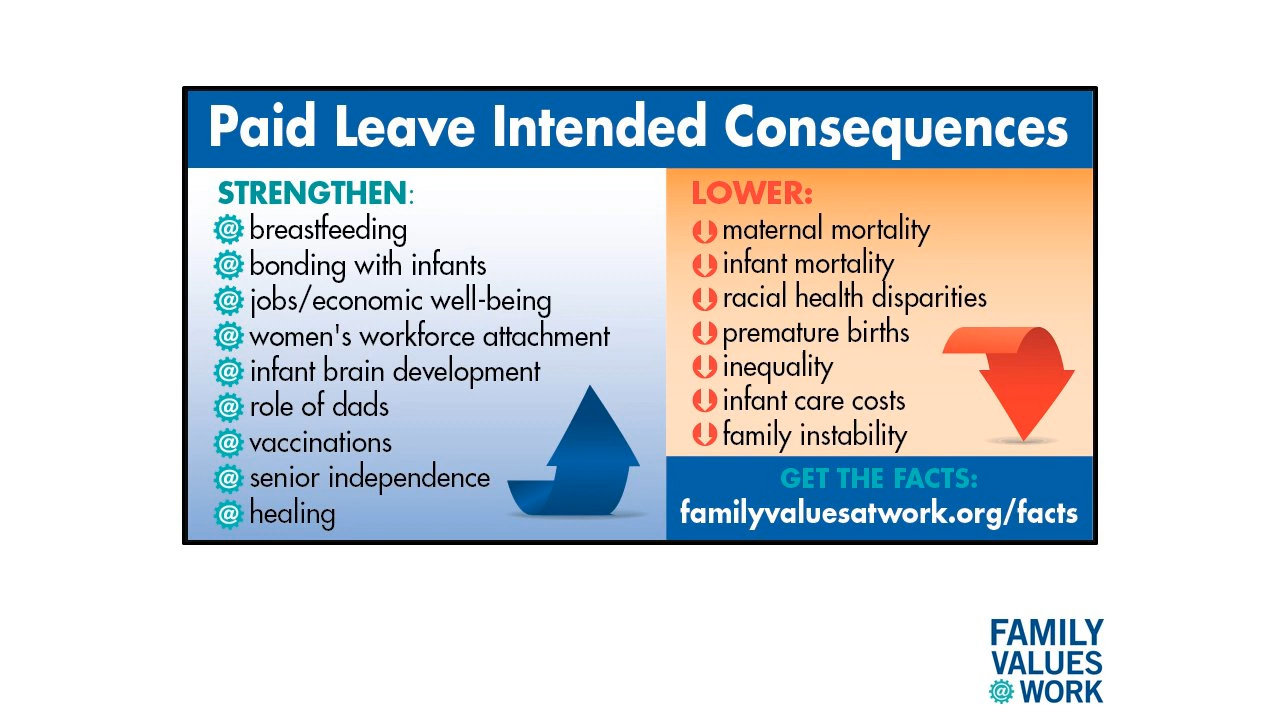 Paid Leave Intended Consequences
STRENGTHEN:
@ breastfeeding
@ bonding with infants
@ jobs/economic well-being
@ women's workforce attachment
@ infant brain development
@ role of dads
@ vaccinations
@ senior independence
@ healing
LOWER:
maternal mortality
infant mortality
racial health disparities
premature births
inequality
infant care costs
family instability
GET THE FACTS:
familyvaluesatwork.org/facts
FAMILY
VALUES
@ WORK